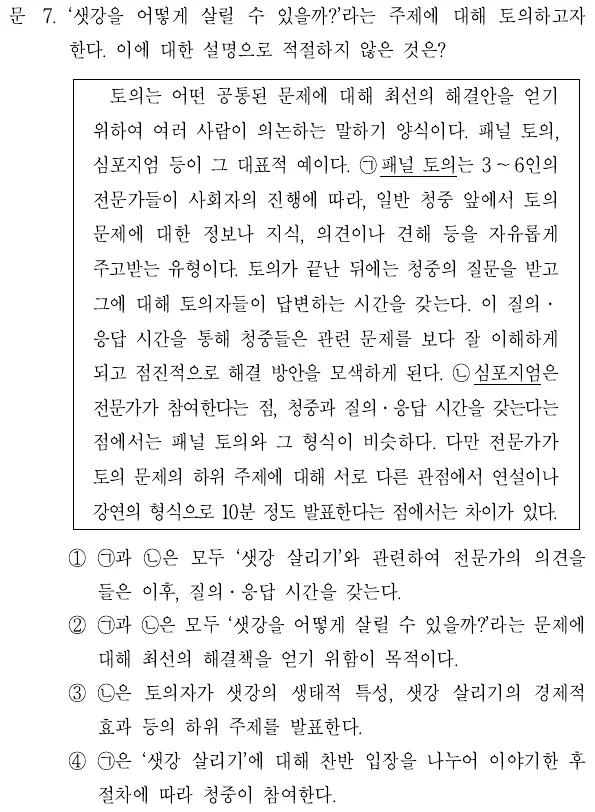 문 7. ‘샛강을 어떻게 살릴 수 있을까?’라는 주제에 대해 토의하고자
한다. 이에 대한 설명으로 적절하지 않은 것은?
토의는 어떤 공통된 문제에 대해 최선의 해결안을 얻기
위하여 여러 사람이 의논하는 말하기 양식이다. 패널 토의,
심포지엄 등이 그 대표적 예이다. ㉠패널 토의는 3 ~ 6인의
전문가들이 사회자의 진행에 따라, 일반 청중 앞에서 토의
문제에 대한 정보나 지식, 의견이나 견해 등을 자유롭게
주고받는 유형이다. 토의가 끝난 뒤에는 청중의 질문을 받고
그에 대해 토의자들이 답변하는 시간을 갖는다. 이 질의·
응답 시간을 통해 청중들은 관련 문제를 보다 잘 이해하게
되고 점진적으로 해결 방안을 모색하게 된다. ㉡심포지엄은
전문가가 참여한다는 점, 청중과 질의·응답 시간을 갖는다는
점에서는 패널 토의와 그 형식이 비슷하다. 다만 전문가가
토의 문제의 하위 주제에 대해 서로 다른 관점에서 연설이나
강연의 형식으로 10분 정도 발표한다는 점에서는 차이가 있다.
① ㉠과 ㉡은 모두 ‘샛강 살리기’와 관련하여 전문가의 의견을
들은 이후, 질의·응답 시간을 갖는다.
② ㉠과 ㉡은 모두 ‘샛강을 어떻게 살릴 수 있을까?’라는 문제에
대해 최선의 해결책을 얻기 위함이 목적이다.
③ ㉡은 토의자가 샛강의 생태적 특성, 샛강 살리기의 경제적
효과 등의 하위 주제를 발표한다.
④ ㉠은 ‘샛강 살리기’에 대해 찬반 입장을 나누어 이야기한 후
절차에 따라 청중이 참여한다.